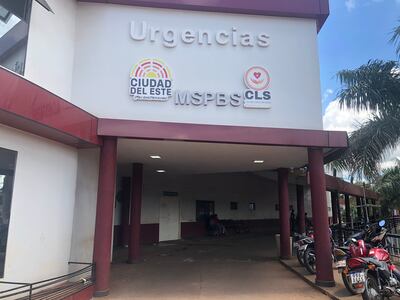 Urgencias
CIUDAD
DEL ESTE
MSPBS
CLS